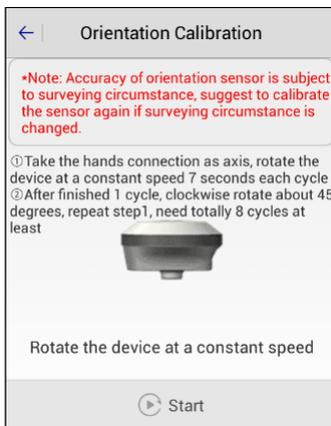 Orientation Calibration
*Note: Accuracy of orientation sensor is subject
to surveying circumstance, suggest to calibrate
the sensor again if surveying circumstance is
changed.
①Take the hands connection as axis, rotate the
device at a constant speed 7 seconds each cycle
②After finished 1 cycle, clockwise rotate about 45
degrees, repeat step1, need totally 8 cycles at
least
Rotate the device at a constant speed
Start